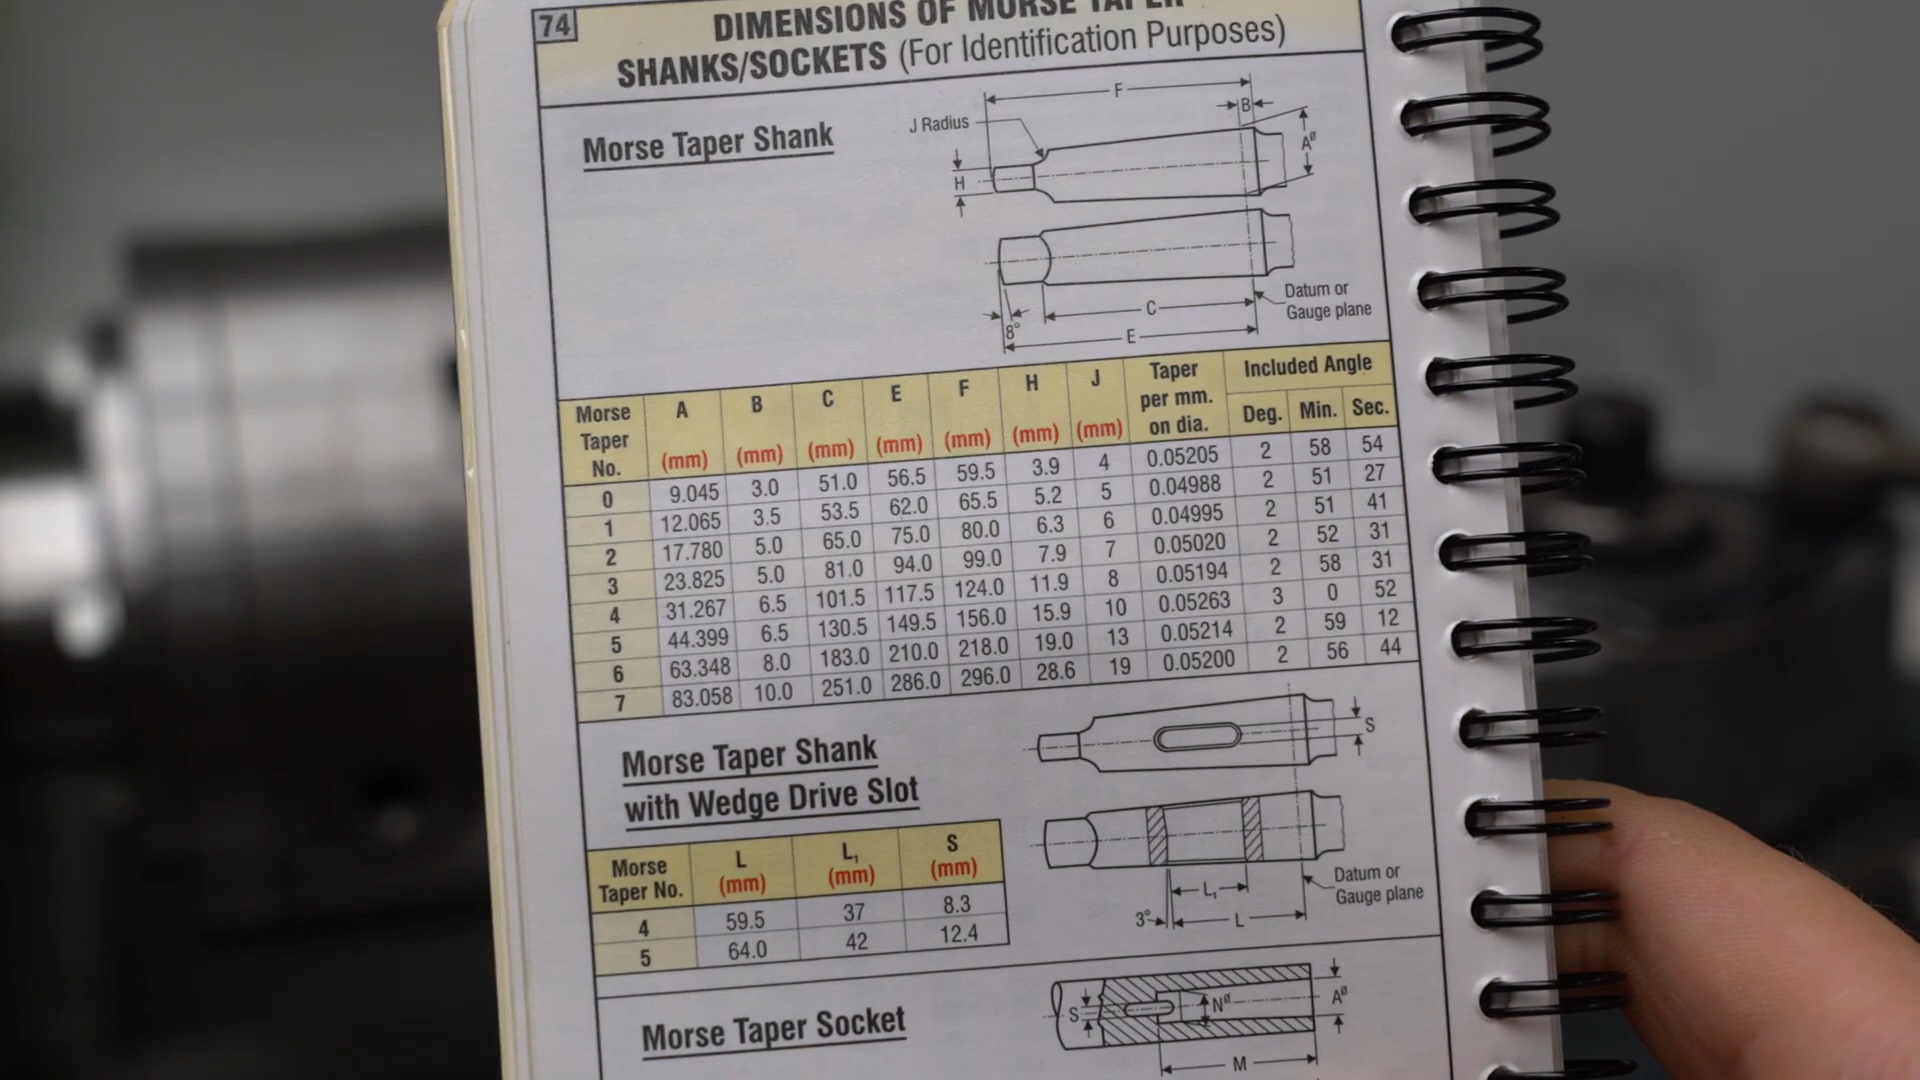 74
DIMENSIONS OF MORSE TAPER
SHANKS/SOCKETS (For Identification Purposes)
Morse Taper Shank
F
B
J Radius
Aø
H
Datum or
Gauge plane
C
8°
E
Morse Taper No. A (mm) B (mm) C (mm) E (mm) F (mm) H (mm) J (mm) Taper per mm. on dia. Included Angle Deg. Min. Sec.
0 9.045 3.0 51.0 56.5 59.5 3.9 4 0.05205 2 58 54
1 12.065 3.5 53.5 62.0 65.5 5.2 5 0.04988 2 51 27
2 17.780 5.0 65.0 75.0 80.0 6.3 6 0.04995 2 51 41
3 23.825 5.0 81.0 94.0 99.0 7.9 7 0.05020 2 52 31
4 31.267 6.5 101.5 117.5 124.0 11.9 8 0.05194 2 58 31
5 44.399 6.5 130.5 149.5 156.0 15.9 10 0.05263 3 0 52
6 63.348 8.0 183.0 210.0 218.0 19.0 13 0.05214 2 59 12
7 83.058 10.0 251.0 286.0 296.0 28.6 19 0.05200 2 56 44
Morse Taper Shank
with Wedge Drive Slot
S
Morse Taper No. L (mm) L₁ (mm) S (mm)
4 59.5 37 8.3
5 64.0 42 12.4
Datum or
Gauge plane
L₁
3°
L
Morse Taper Socket
S
Nø
Aø
M